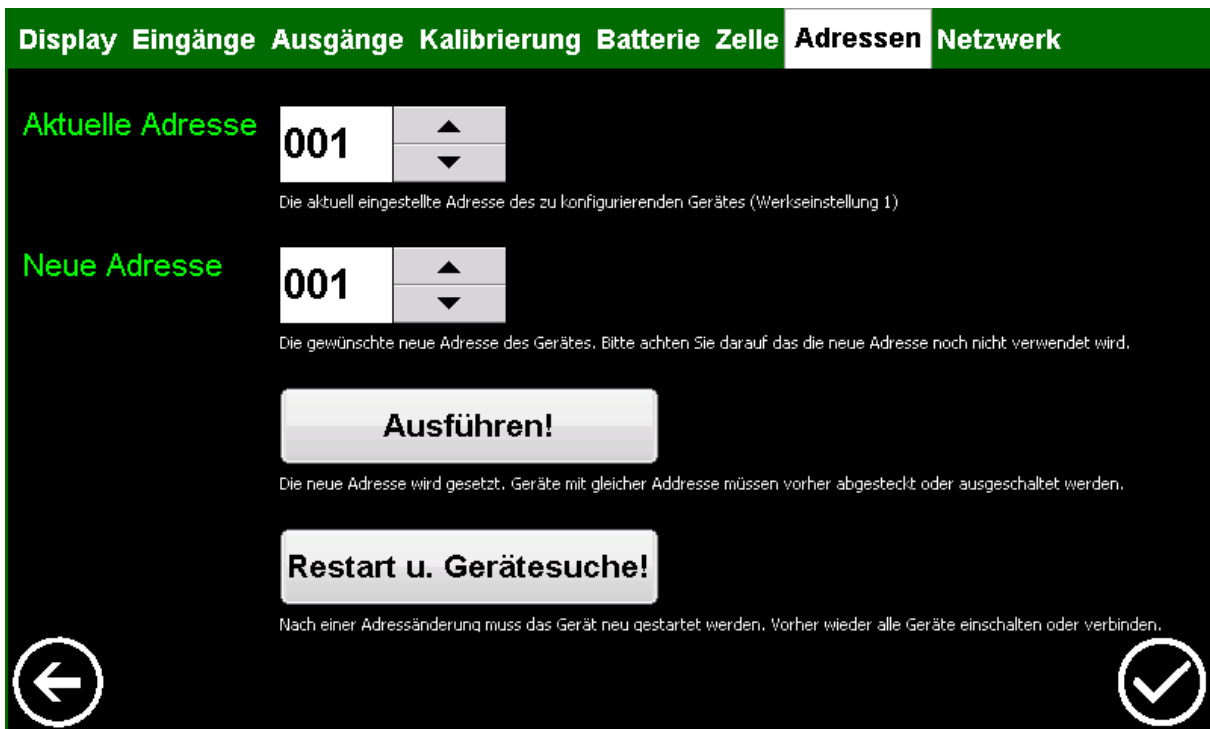 Display Eingänge Ausgänge Kalibrierung Batterie Zelle Adressen Netzwerk
Aktuelle Adresse
001
Die aktuell eingestellte Adresse des zu konfigurierenden Gerätes (Werkseinstellung 1)
Neue Adresse
001
Die gewünschte neue Adresse des Gerätes. Bitte achten Sie darauf das die neue Adresse noch nicht verwendet wird.
Ausführen!
Die neue Adresse wird gesetzt. Geräte mit gleicher Addresse müssen vorher abgesteckt oder ausgeschaltet werden.
Restart u. Gerätesuche!
Nach einer Adressänderung muss das Gerät neu gestartet werden. Vorher wieder alle Geräte einschalten oder verbinden.